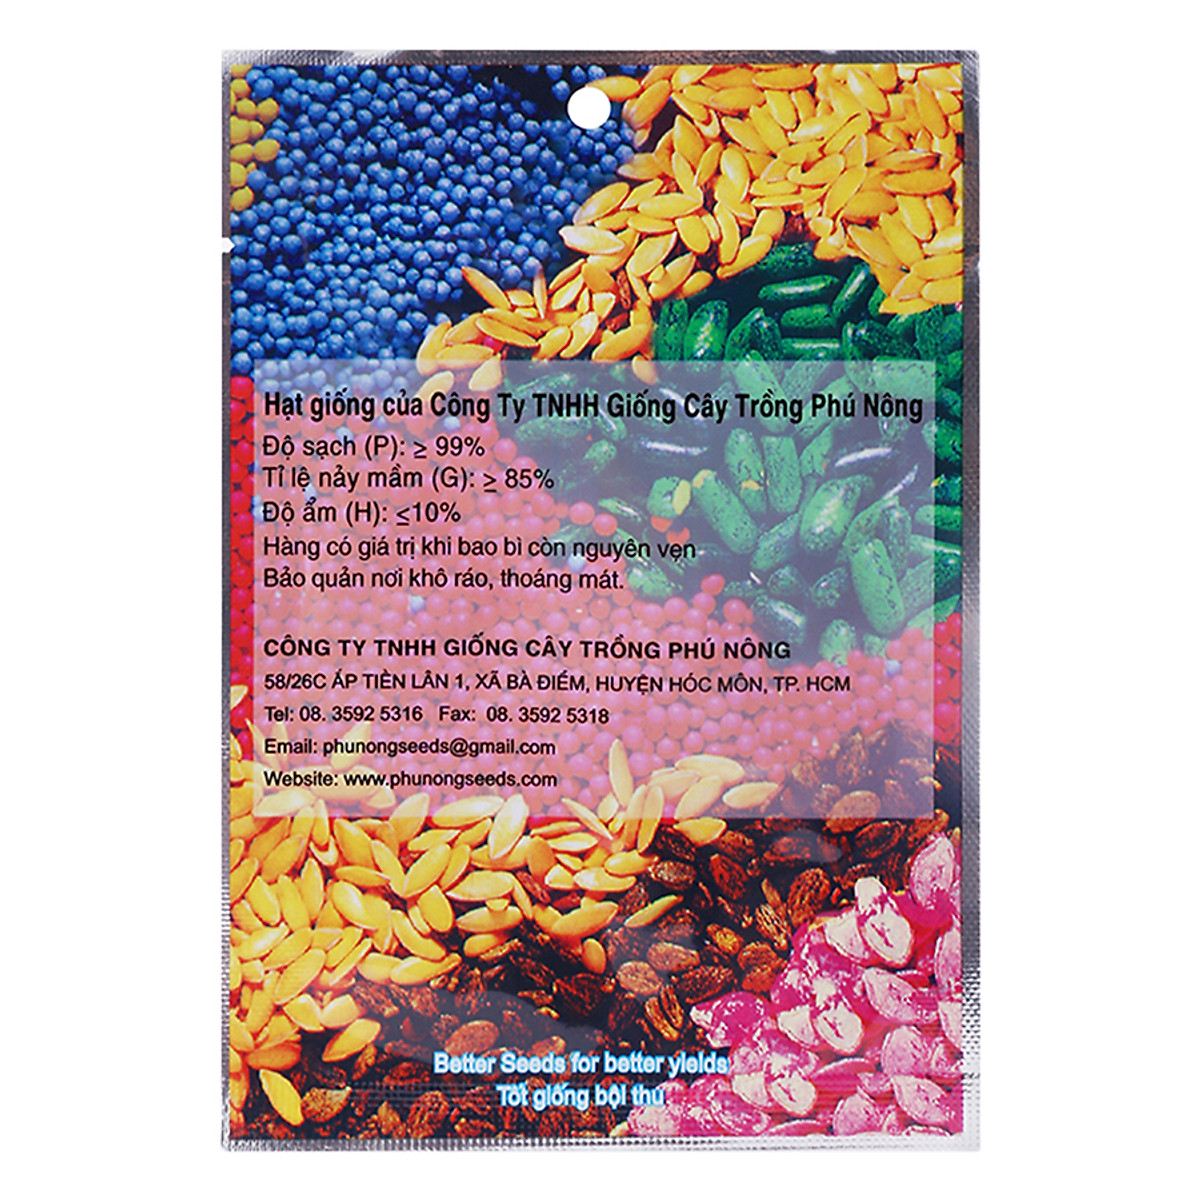 Hạt giống của Công Ty TNHH Giống Cây Trồng Phú Nông
Độ sạch (P): ≥ 99%
Tỉ lệ nảy mầm (G): ≥ 85%
Độ ẩm (H): ≤10%
Hàng có giá trị khi bao bì còn nguyên vẹn
Bảo quản nơi khô ráo, thoáng mát.
CÔNG TY TNHH GIỐNG CÂY TRỒNG PHÚ NÔNG
58/26C ÁP TIỀN LÂN 1, XÃ BÀ ĐIỂM, HUYỆN HÓC MÔN, TP. HCM
Tel: 08. 3592 5316 Fax: 08. 3592 5318
Email: phunongseeds@gmail.com
Website: www.phunongseeds.com
Better Seeds for better yields
Tốt giống bội thu